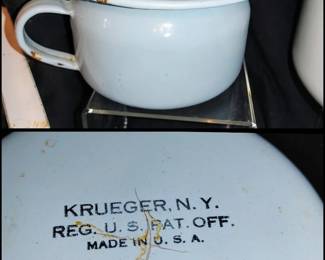 KRUEGER, N.Y.
REG. U.S. PAT. OFF.
MADE IN U.S.A.